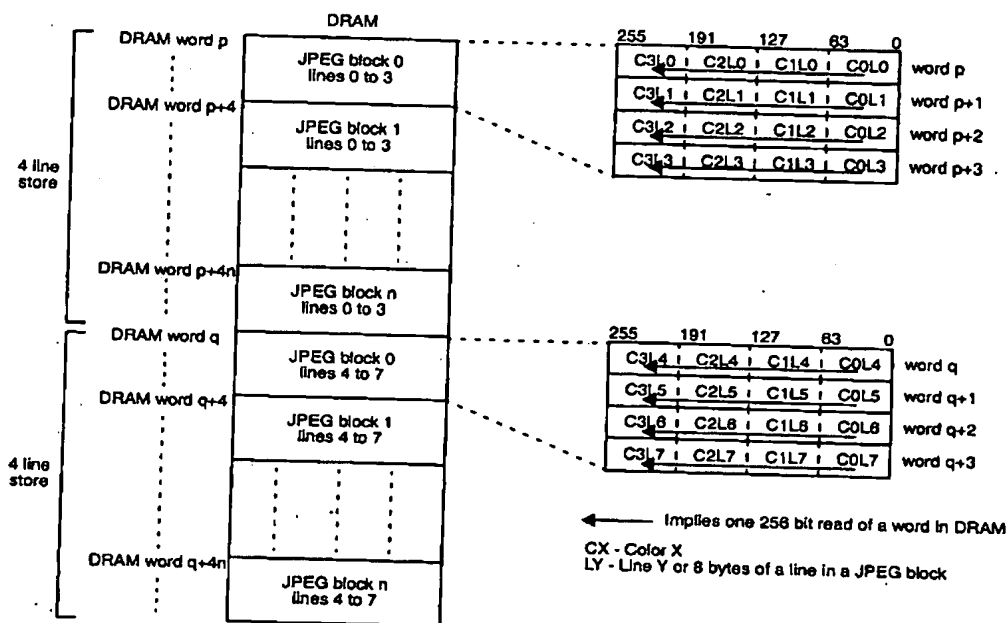 DRAM
DRAM word p
JPEG block 0
lines 0 to 3
DRAM word p+4
JPEG block 1
lines 0 to 3
4 line
store
DRAM word p+4n
JPEG block n
lines 0 to 3
DRAM word q
JPEG block 0
lines 4 to 7
DRAM word q+4
JPEG block 1
lines 4 to 7
4 line
store
DRAM word q+4n
JPEG block n
lines 4 to 7
255 191 127 63 0
C3L0 C2L0 C1L0 C0L0 word p
C3L1 C2L1 C1L1 C0L1 word p+1
C3L2 C2L2 C1L2 C0L2 word p+2
C3L3 C2L3 C1L3 C0L3 word p+3
255 191 127 63 0
C3L4 C2L4 C1L4 C0L4 word q
C3L5 C2L5 C1L5 C0L5 word q+1
C3L6 C2L6 C1L6 C0L6 word q+2
C3L7 C2L7 C1L7 C0L7 word q+3
Implies one 256 bit read of a word in DRAM
CX - Color X
LY - Line Y or 8 bytes of a line in a JPEG block